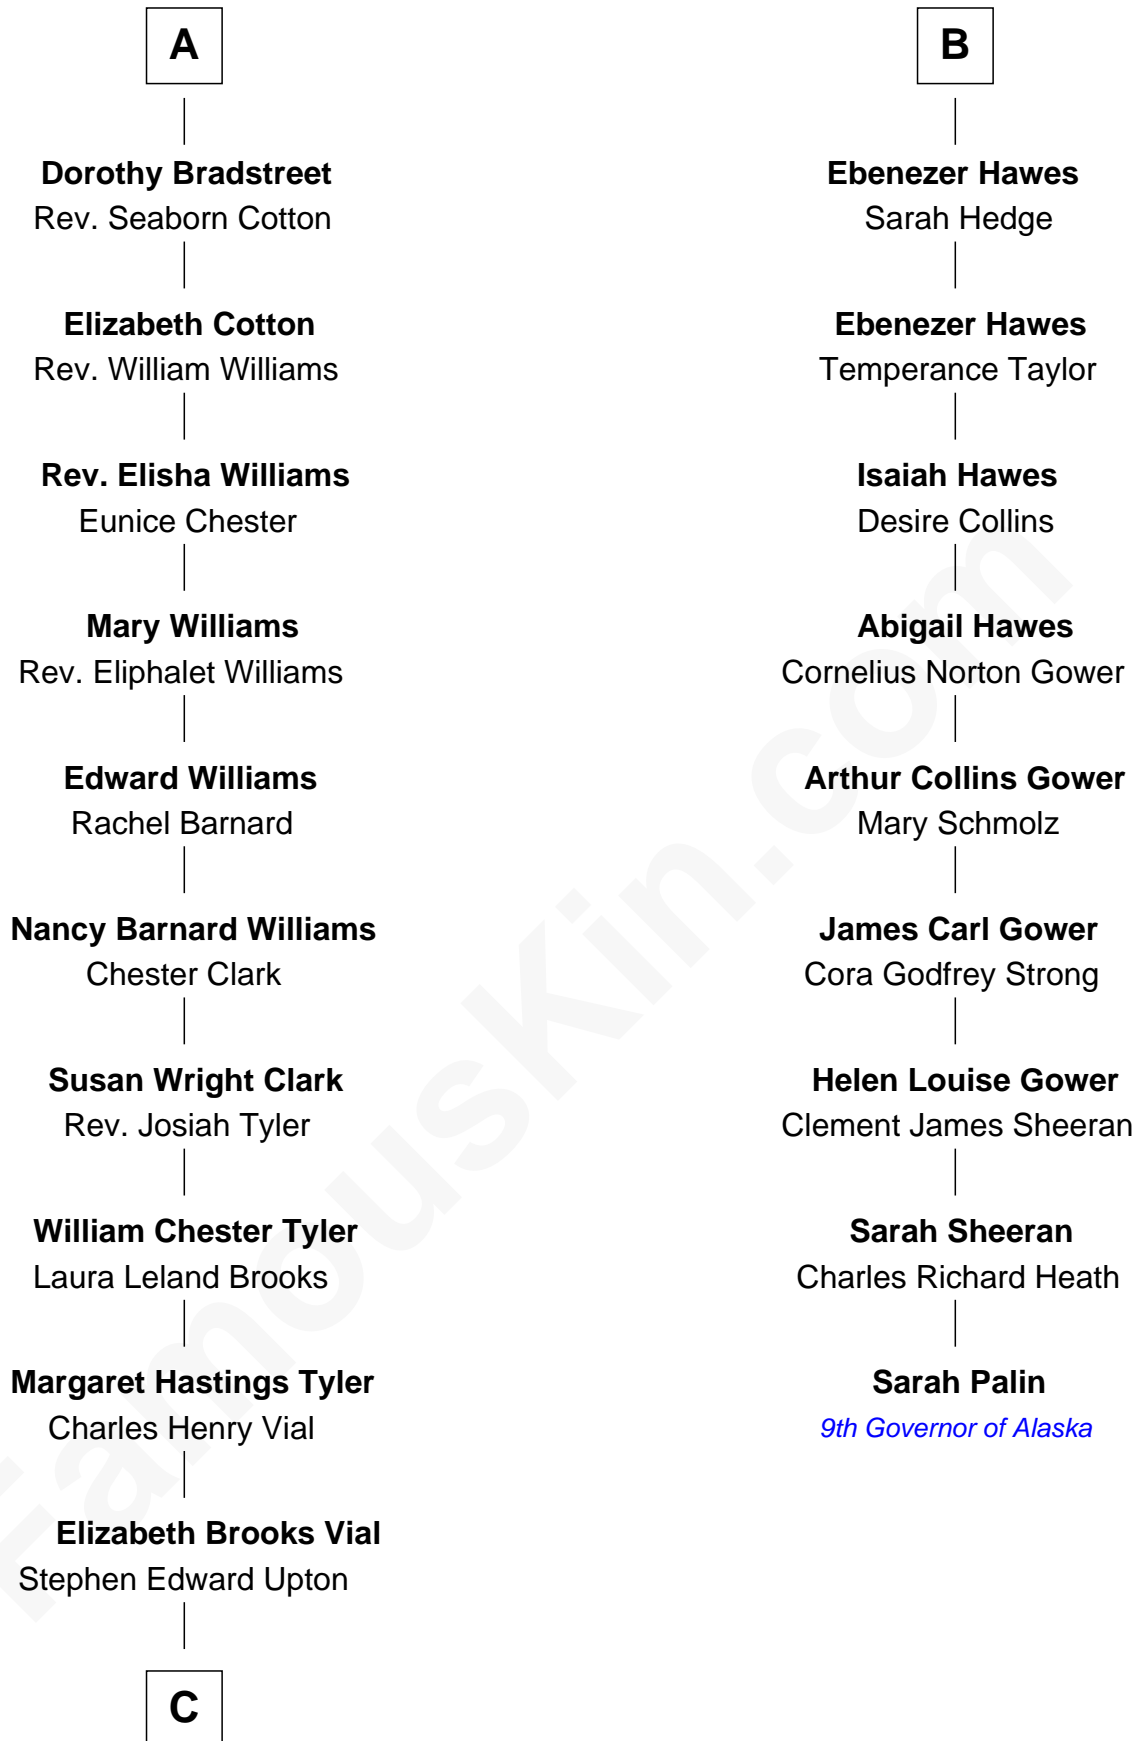 A
Dorothy Bradstreet
Rev. Seaborn Cotton
Elizabeth Cotton
Rev. William Williams
Rev. Elisha Williams
Eunice Chester
Mary Williams
Rev. Eliphalet Williams
Edward Williams
Rachel Barnard
Nancy Barnard Williams
Chester Clark
Susan Wright Clark
Rev. Josiah Tyler
William Chester Tyler
Laura Leland Brooks
Margaret Hastings Tyler
Charles Henry Vial
Elizabeth Brooks Vial
Stephen Edward Upton
C
B
Ebenezer Hawes
Sarah Hedge
Ebenezer Hawes
Temperance Taylor
Isaiah Hawes
Desire Collins
Abigail Hawes
Cornelius Norton Gower
Arthur Collins Gower
Mary Schmolz
James Carl Gower
Cora Godfrey Strong
Helen Louise Gower
Clement James Sheeran
Sarah Sheeran
Charles Richard Heath
Sarah Palin
9th Governor of Alaska
FamousKin.com